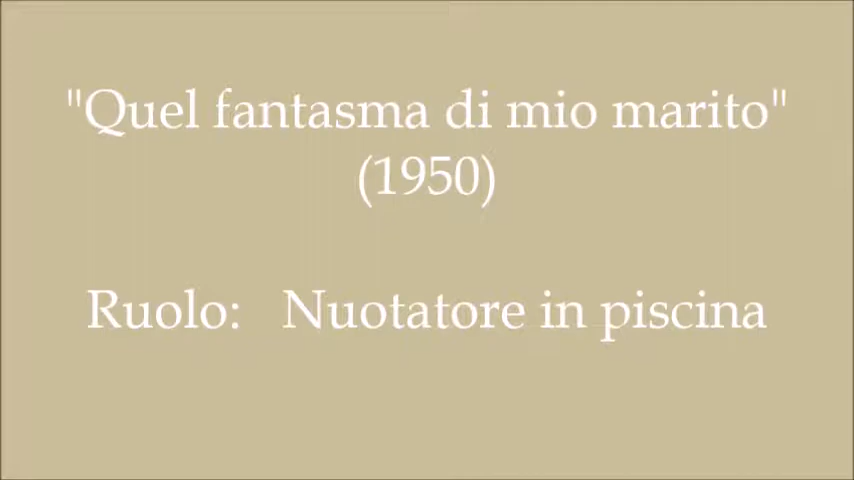 "Quel fantasma di mio marito"
(1950)
Ruolo: Nuotatore in piscina